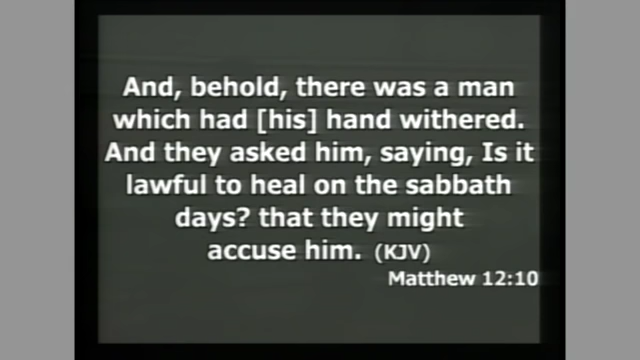 And, behold, there was a man
which had [his] hand withered.
And they asked him, saying, Is it
lawful to heal on the sabbath
days? that they might
accuse him. (KJV)
Matthew 12:10